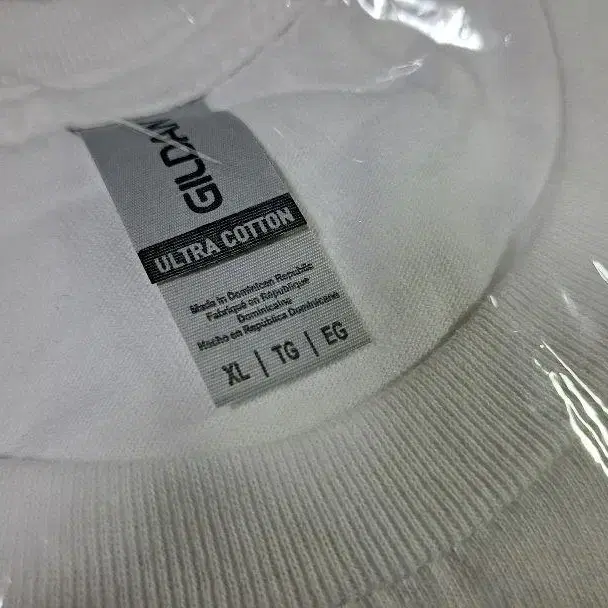 GILDAN
ULTRA COTTON
Made in Dominican Republic
Fabriqué en République
Dominicaine
Hecho en República Dominicana
XL | TG | EG